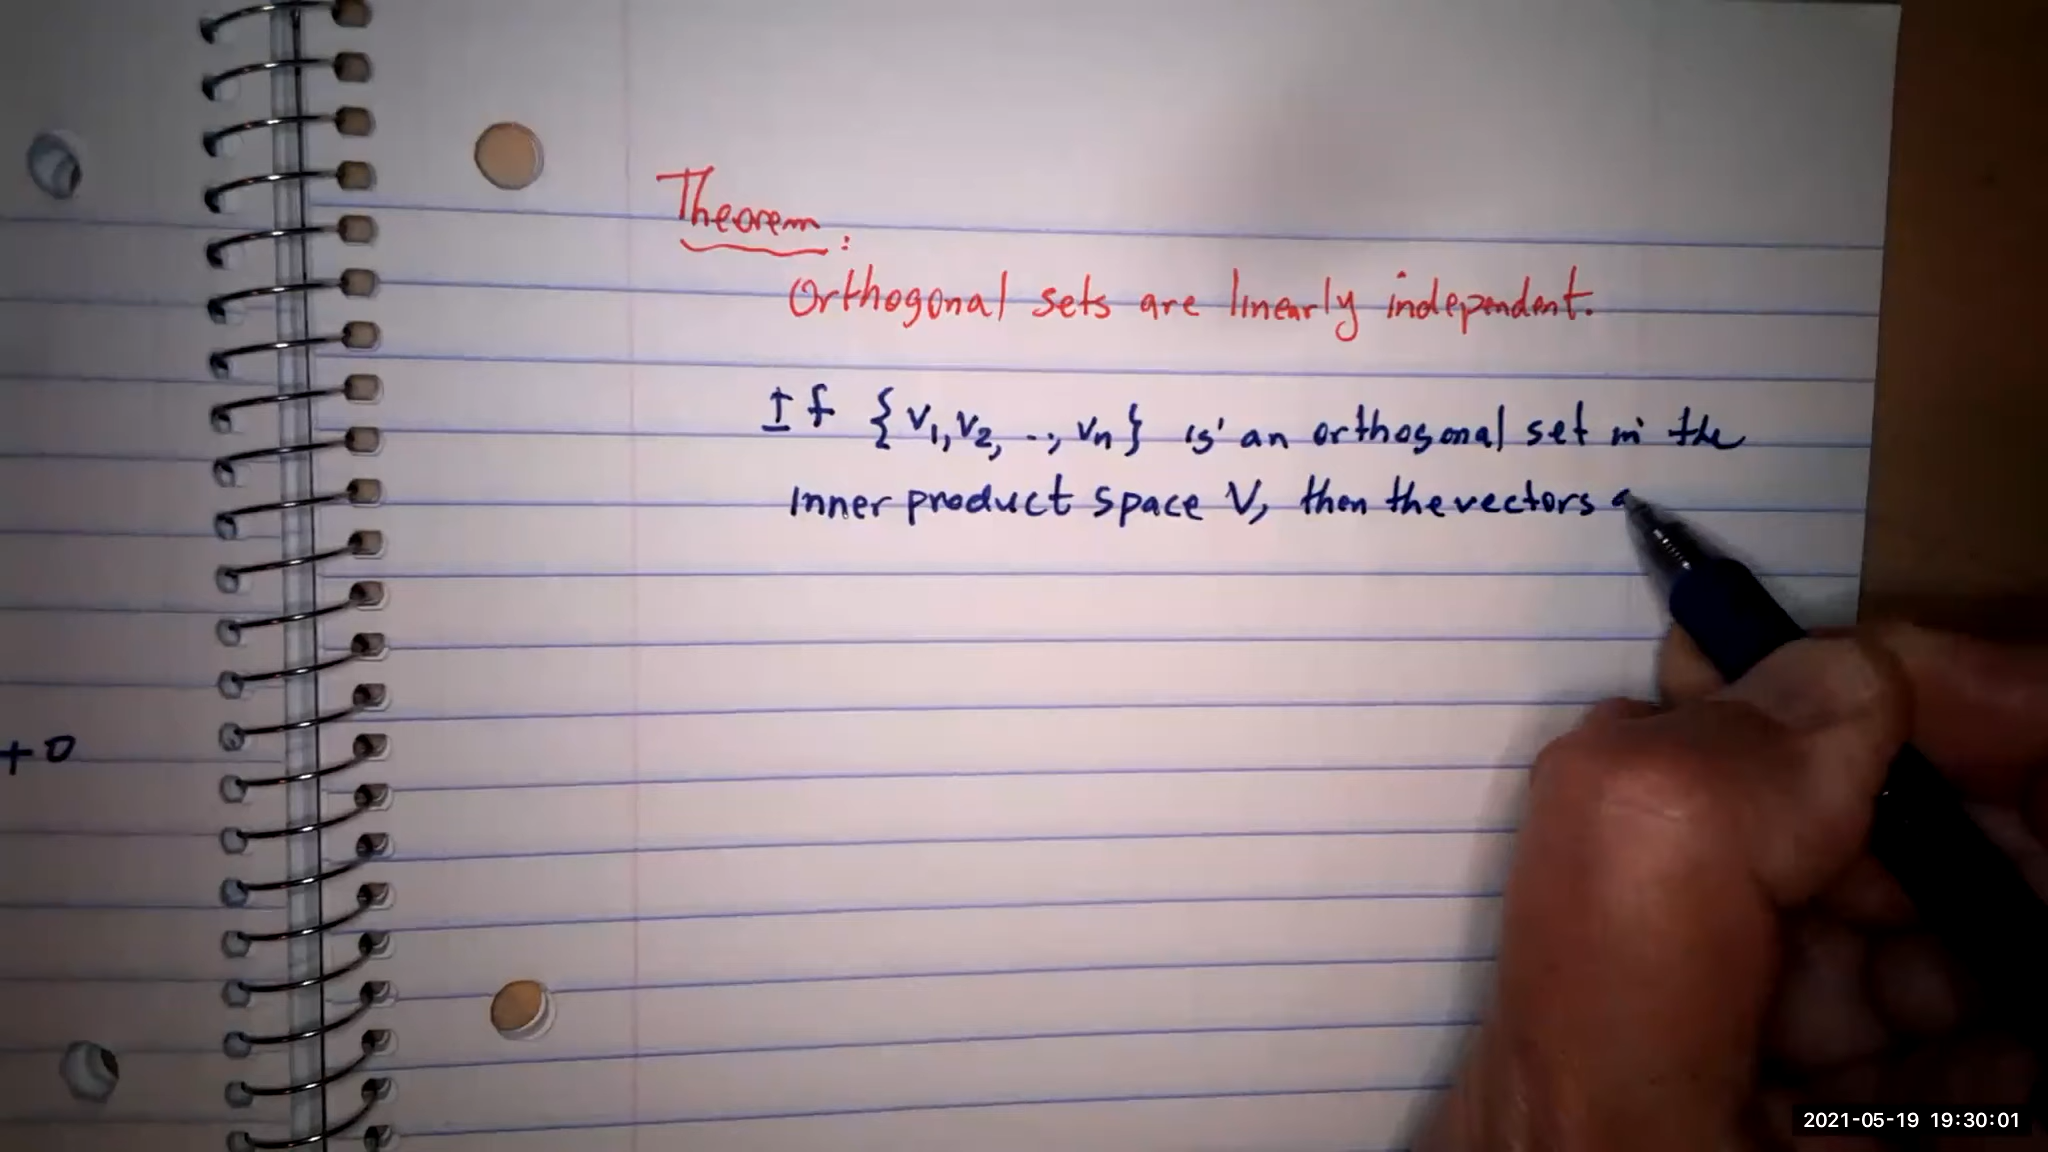 Theorem:
Orthogonal sets are linearly independent.
If {v1, v2, .., vn} is an orthogonal set in the
inner product space V, then the vectors a
+0
2021-05-19 19:30:01